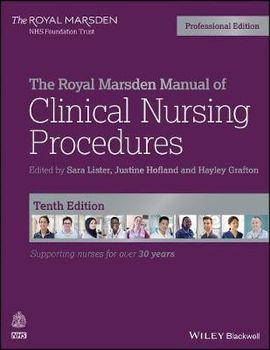 The ROYAL MARSDEN
NHS Foundation Trust
Professional Edition
The Royal Marsden Manual of
Clinical Nursing
Procedures
Edited by Sara Lister, Justine Hofland and Hayley Grafton
Tenth Edition
Supporting nurses for over 30 years
NHS
WILEY Blackwell